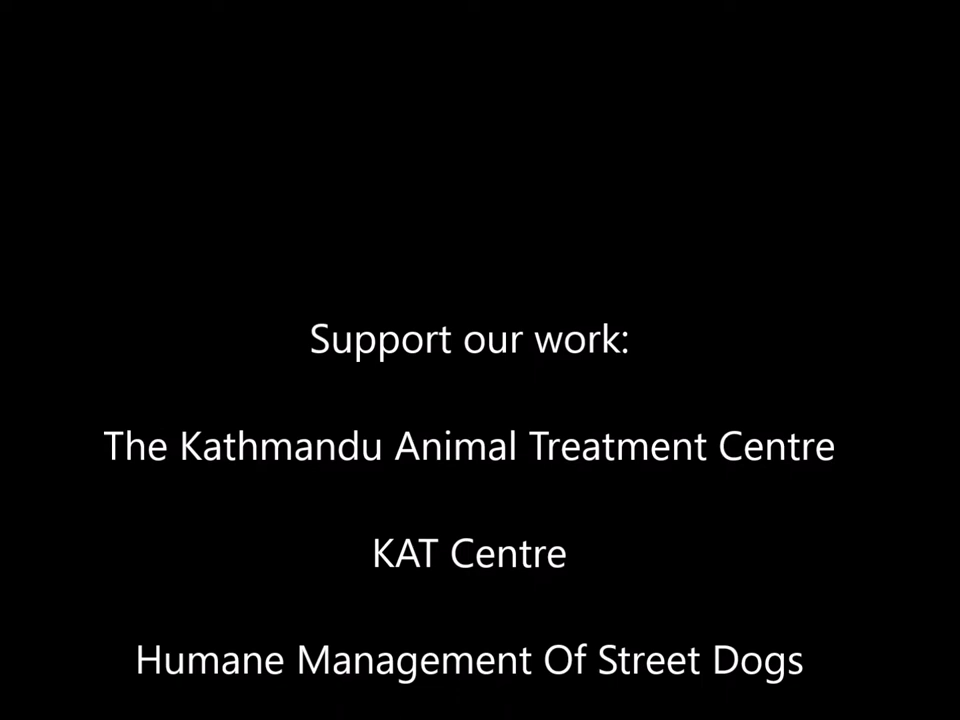 Support our work:
The Kathmandu Animal Treatment Centre
KAT Centre
Humane Management Of Street Dogs